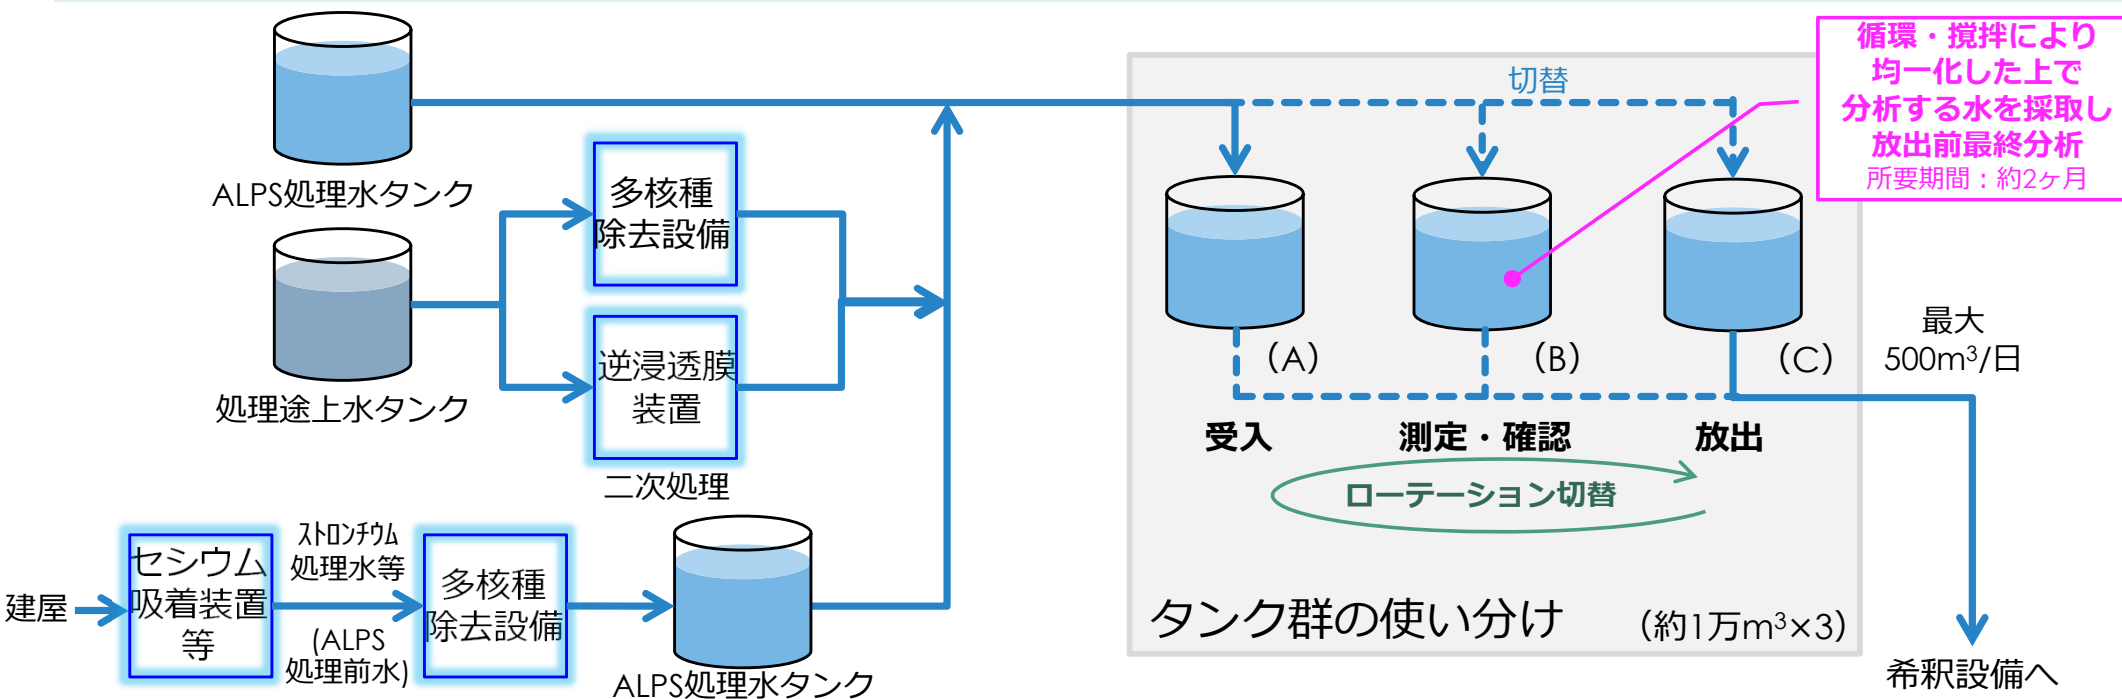 循環・撹拌により
均一化した上で
分析する水を採取し
放出前最終分析
所要期間：約2ヶ月
切替
ALPS処理水タンク
多核種
除去設備
処理途上水タンク
逆浸透膜
装置
二次処理
（A）
（B）
（C）
最大
500m³/日
受入
測定・確認
放出
ローテーション切替
建屋
セシウム
吸着装置
等
ｽﾄﾛﾝﾁｳﾑ
処理水等
(ALPS
処理前水)
多核種
除去設備
ALPS処理水タンク
タンク群の使い分け
（約1万m³×3）
希釈設備へ